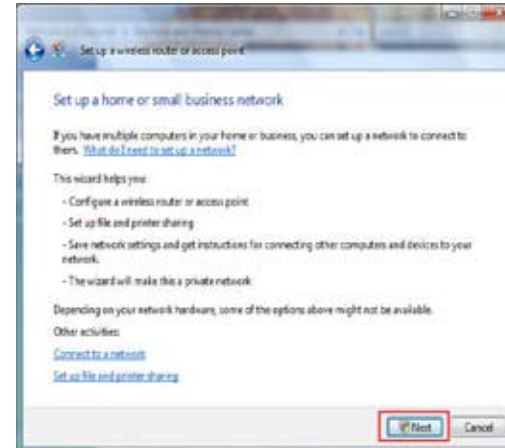 Set up a wireless router or access point
Set up a home or small business network
If you have multiple computers in your home or business, you can set up a network to connect to
them. What do I need to set up a network?
This wizard helps you:
- Configure a wireless router or access point
- Set up file and printer sharing
- Save network settings and get instructions for connecting other computers and devices to your
network.
- The wizard will make this a private network
Depending on your network hardware, some of the options above might not be available.
Other activities:
Connect to a network
Set up file and printer sharing
Next Cancel